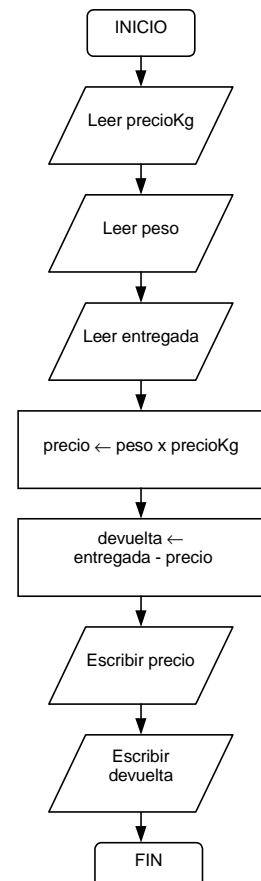 INICIO
Leer precioKg
Leer peso
Leer entregada
precio ← peso x precioKg
devuelta ←
entregada - precio
Escribir precio
Escribir
devuelta
FIN